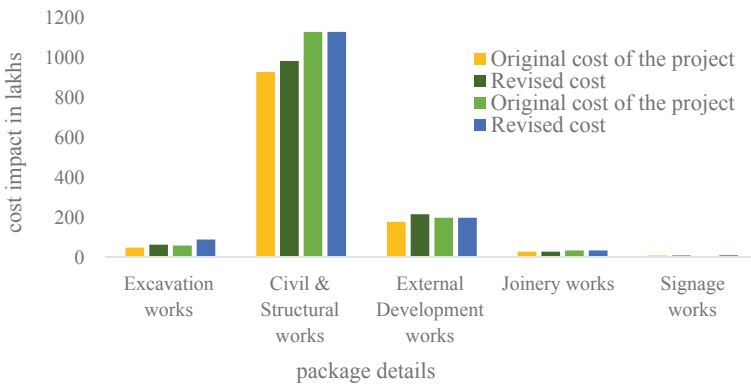 1200
1000
800
600
400
200
0
cost impact in lakhs
Original cost of the project
Revised cost
Original cost of the project
Revised cost
Excavation
works
Civil &
Structural
works
External
Development
works
Joinery works
Signage
works
package details